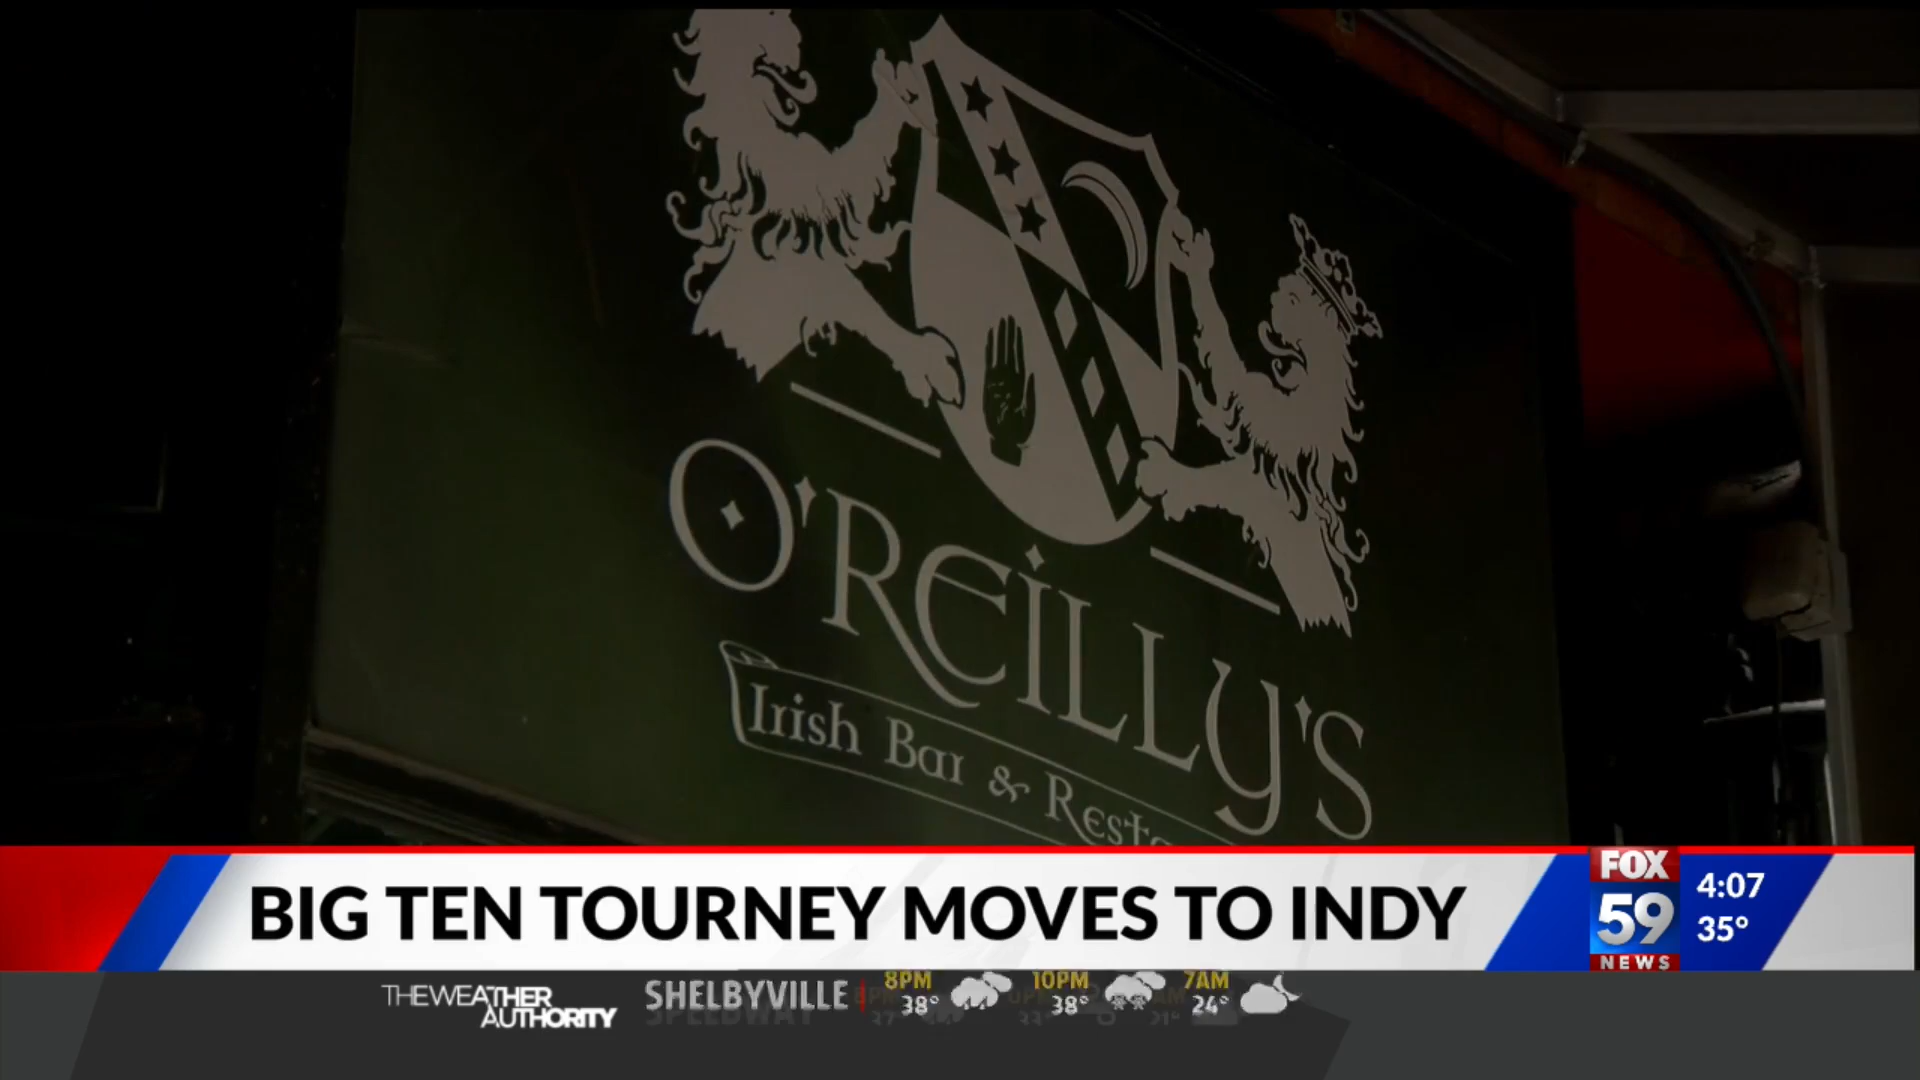 O'REILLY'S
Irish Bar &
BIG TEN TOURNEY MOVES TO INDY
FOX
59
NEWS
4:07
35°
THE WEATHER
AUTHORITY
SHELBYVILLE
8PM
38°
10PM
38°
7AM
24°